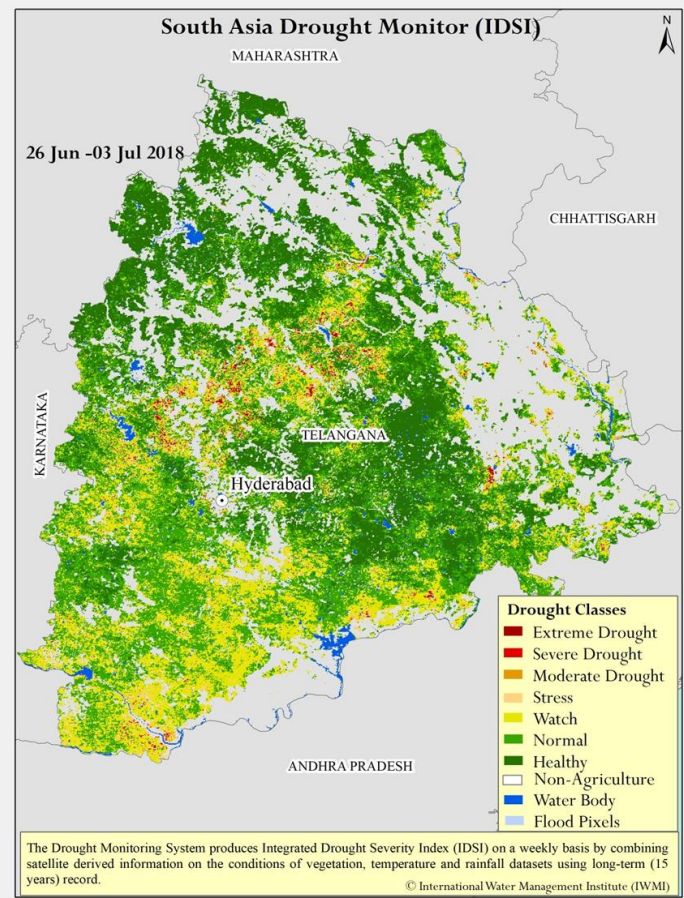 South Asia Drought Monitor (IDSI)
N
MAHARASHTRA
26 Jun -03 Jul 2018
CHHATTISGARH
KARNATAKA
TELANGANA
Hyderabad
Drought Classes
Extreme Drought
Severe Drought
Moderate Drought
Stress
Watch
Normal
Healthy
Non-Agriculture
Water Body
Flood Pixels
ANDHRA PRADESH
The Drought Monitoring System produces Integrated Drought Severity Index (IDSI) on a weekly basis by combining
satellite derived information on the conditions of vegetation, temperature and rainfall datasets using long-term (15
years) record.
© International Water Management Institute (IWMI)